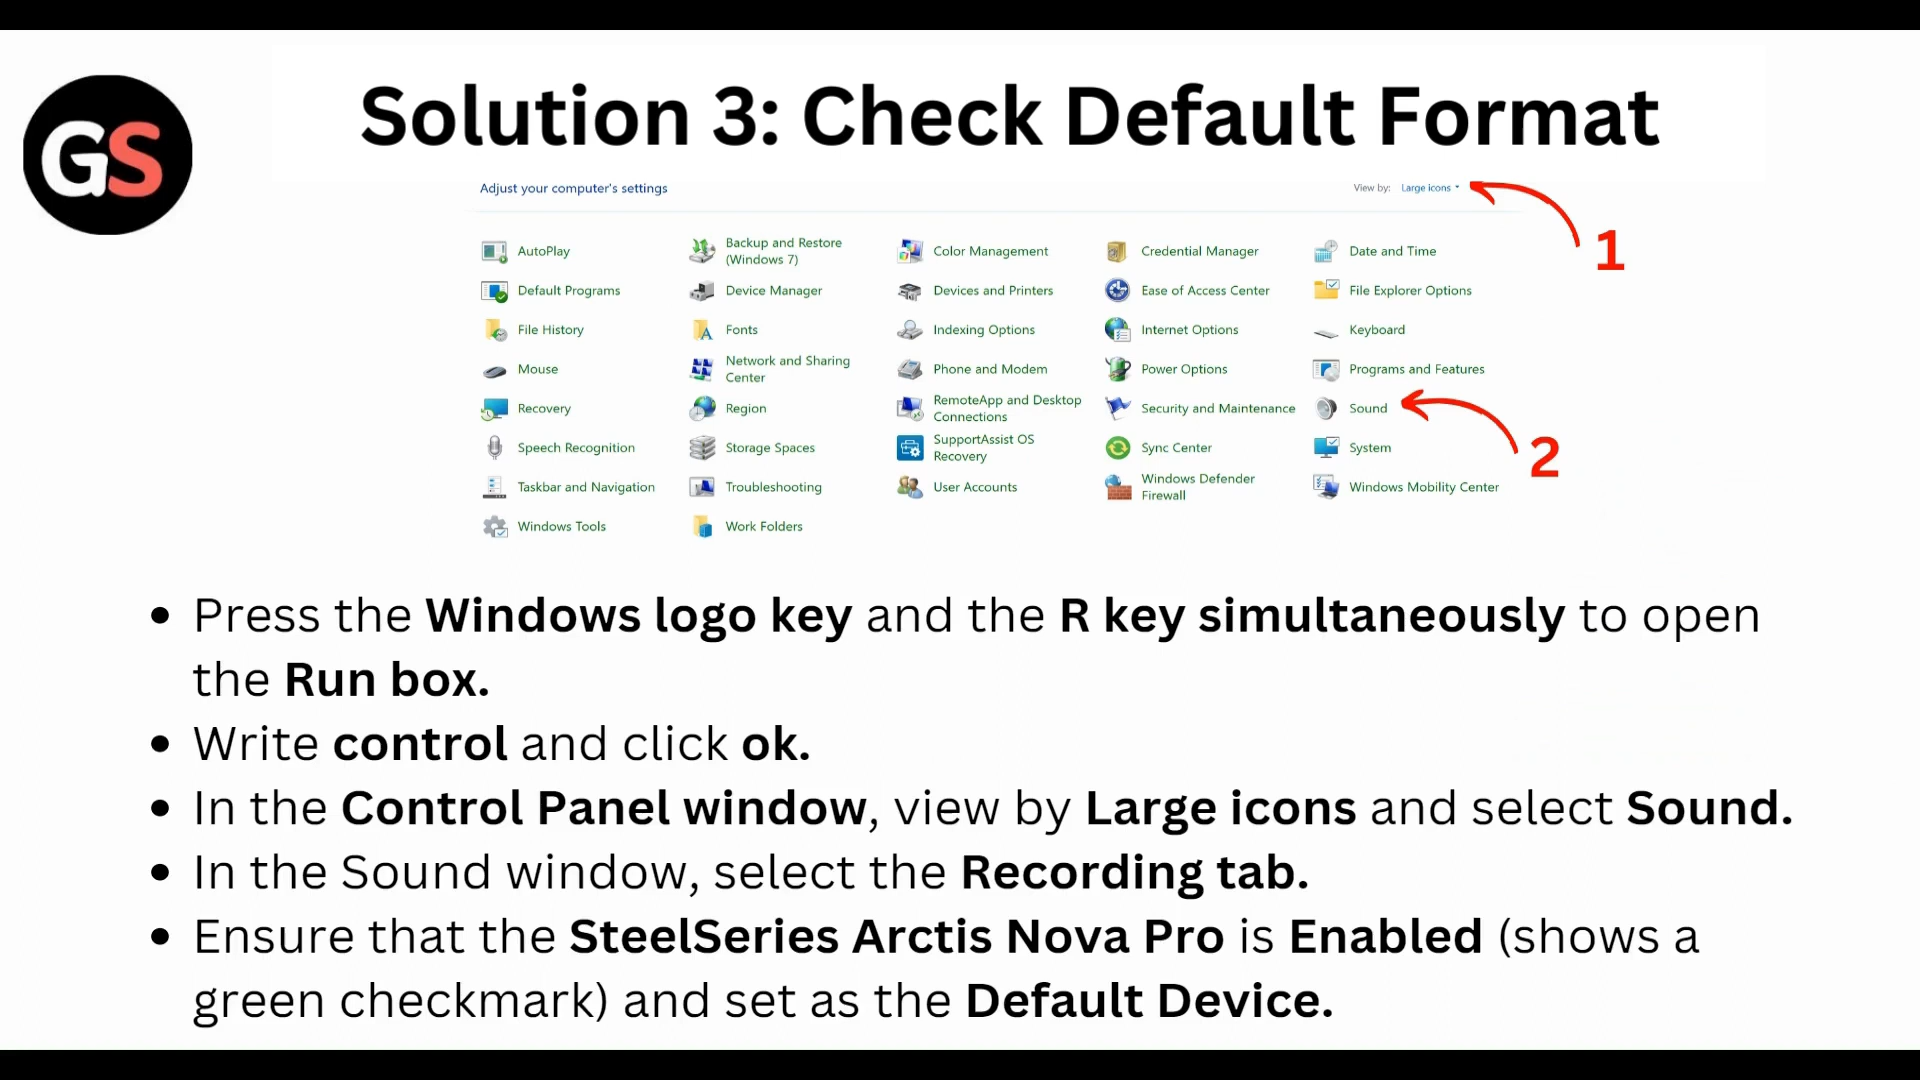 GS
Solution 3: Check Default Format
Adjust your computer's settings
View by: Large icons
1
AutoPlay
Backup and Restore
(Windows 7)
Color Management
Credential Manager
Date and Time
Default Programs
Device Manager
Devices and Printers
Ease of Access Center
File Explorer Options
File History
Fonts
Indexing Options
Internet Options
Keyboard
Mouse
Network and Sharing
Center
Phone and Modem
Power Options
Programs and Features
Recovery
Region
RemoteApp and Desktop
Connections
Security and Maintenance
Sound
2
Speech Recognition
Storage Spaces
SupportAssist OS
Recovery
Sync Center
System
Taskbar and Navigation
Troubleshooting
User Accounts
Windows Defender
Firewall
Windows Mobility Center
Windows Tools
Work Folders
• Press the Windows logo key and the R key simultaneously to open
the Run box.
• Write control and click ok.
• In the Control Panel window, view by Large icons and select Sound.
• In the Sound window, select the Recording tab.
• Ensure that the SteelSeries Arctis Nova Pro is Enabled (shows a
green checkmark) and set as the Default Device.